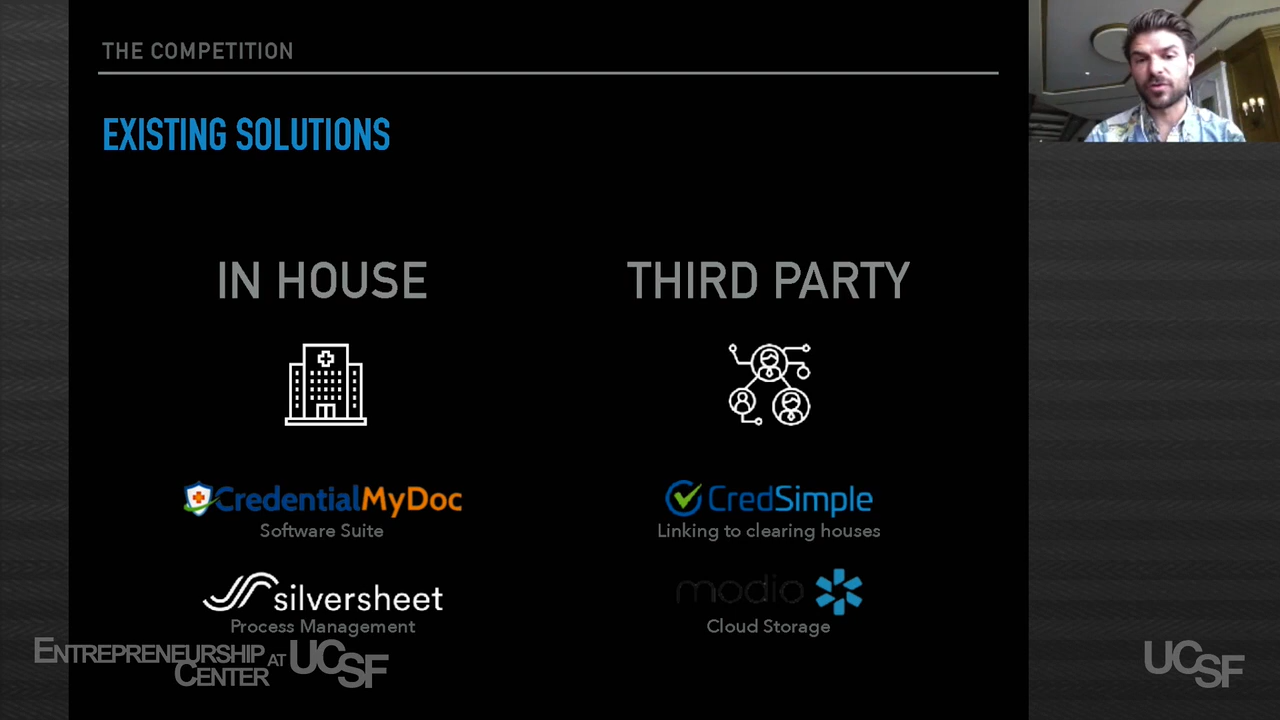 THE COMPETITION
EXISTING SOLUTIONS
IN HOUSE
THIRD PARTY
CredentialMyDoc
Software Suite
CredSimple
Linking to clearing houses
silversheet
Process Management
modio
Cloud Storage
ENTREPRENEURSHIP
CENTER AT UCSF
UCSF